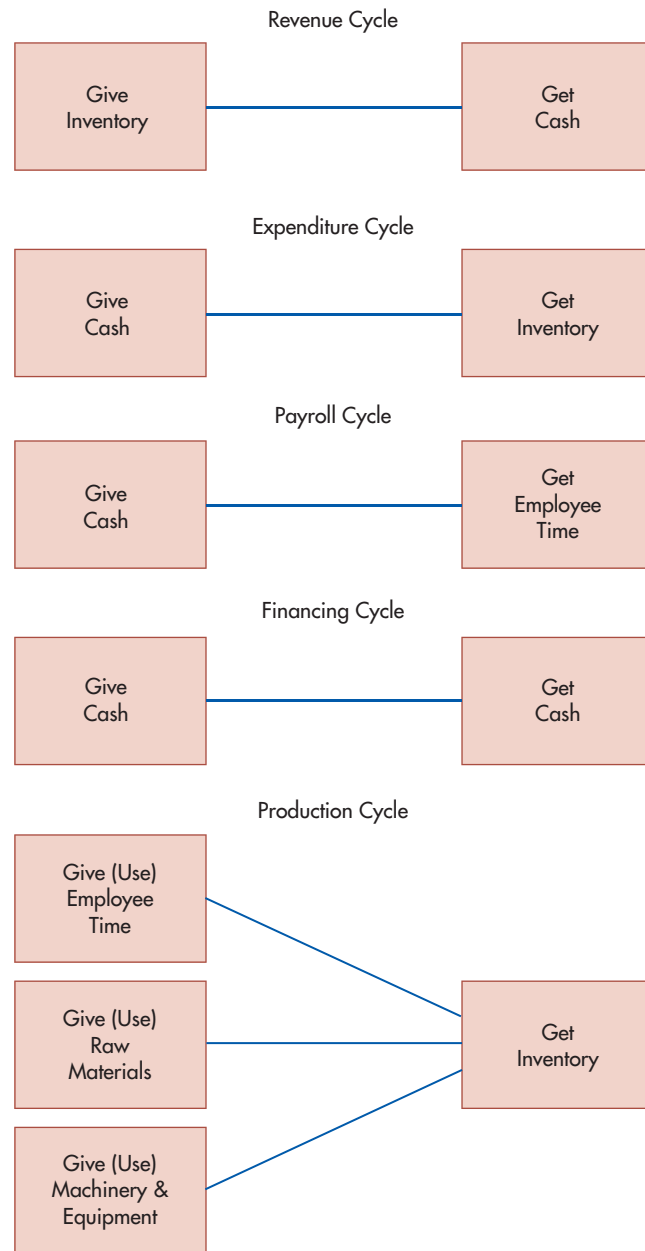 Revenue Cycle
Give
Inventory
Get
Cash
Expenditure Cycle
Give
Cash
Get
Inventory
Payroll Cycle
Give
Cash
Get
Employee
Time
Financing Cycle
Give
Cash
Get
Cash
Production Cycle
Give (Use)
Employee
Time
Give (Use)
Raw
Materials
Get
Inventory
Give (Use)
Machinery &
Equipment